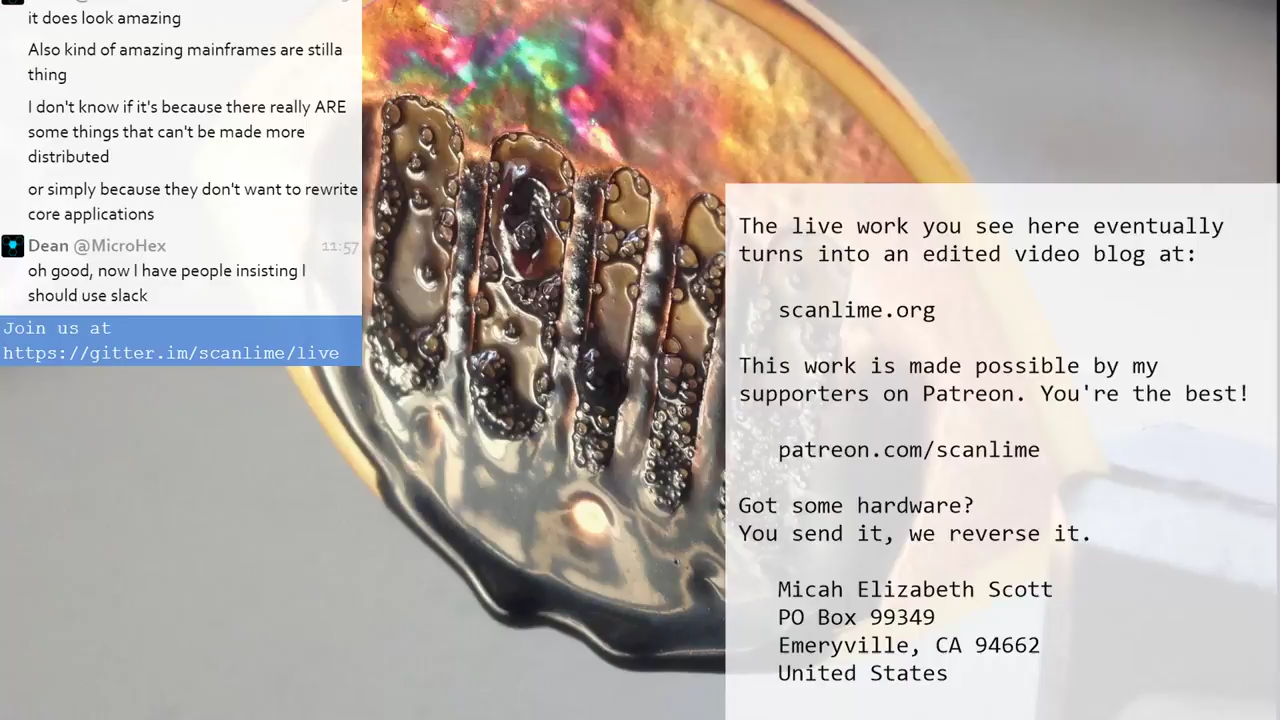 it does look amazing
Also kind of amazing mainframes are stilla
thing
I don't know if it's because there really ARE
some things that can't be made more
distributed
or simply because they don't want to rewrite
core applications
Dean @MicroHex 11:57
oh good, now I have people insisting I
should use slack
Join us at
https://gitter.im/scanlime/live
The live work you see here eventually
turns into an edited video blog at:
scanlime.org
This work is made possible by my
supporters on Patreon. You're the best!
patreon.com/scanlime
Got some hardware?
You send it, we reverse it.
Micah Elizabeth Scott
PO Box 99349
Emeryville, CA 94662
United States